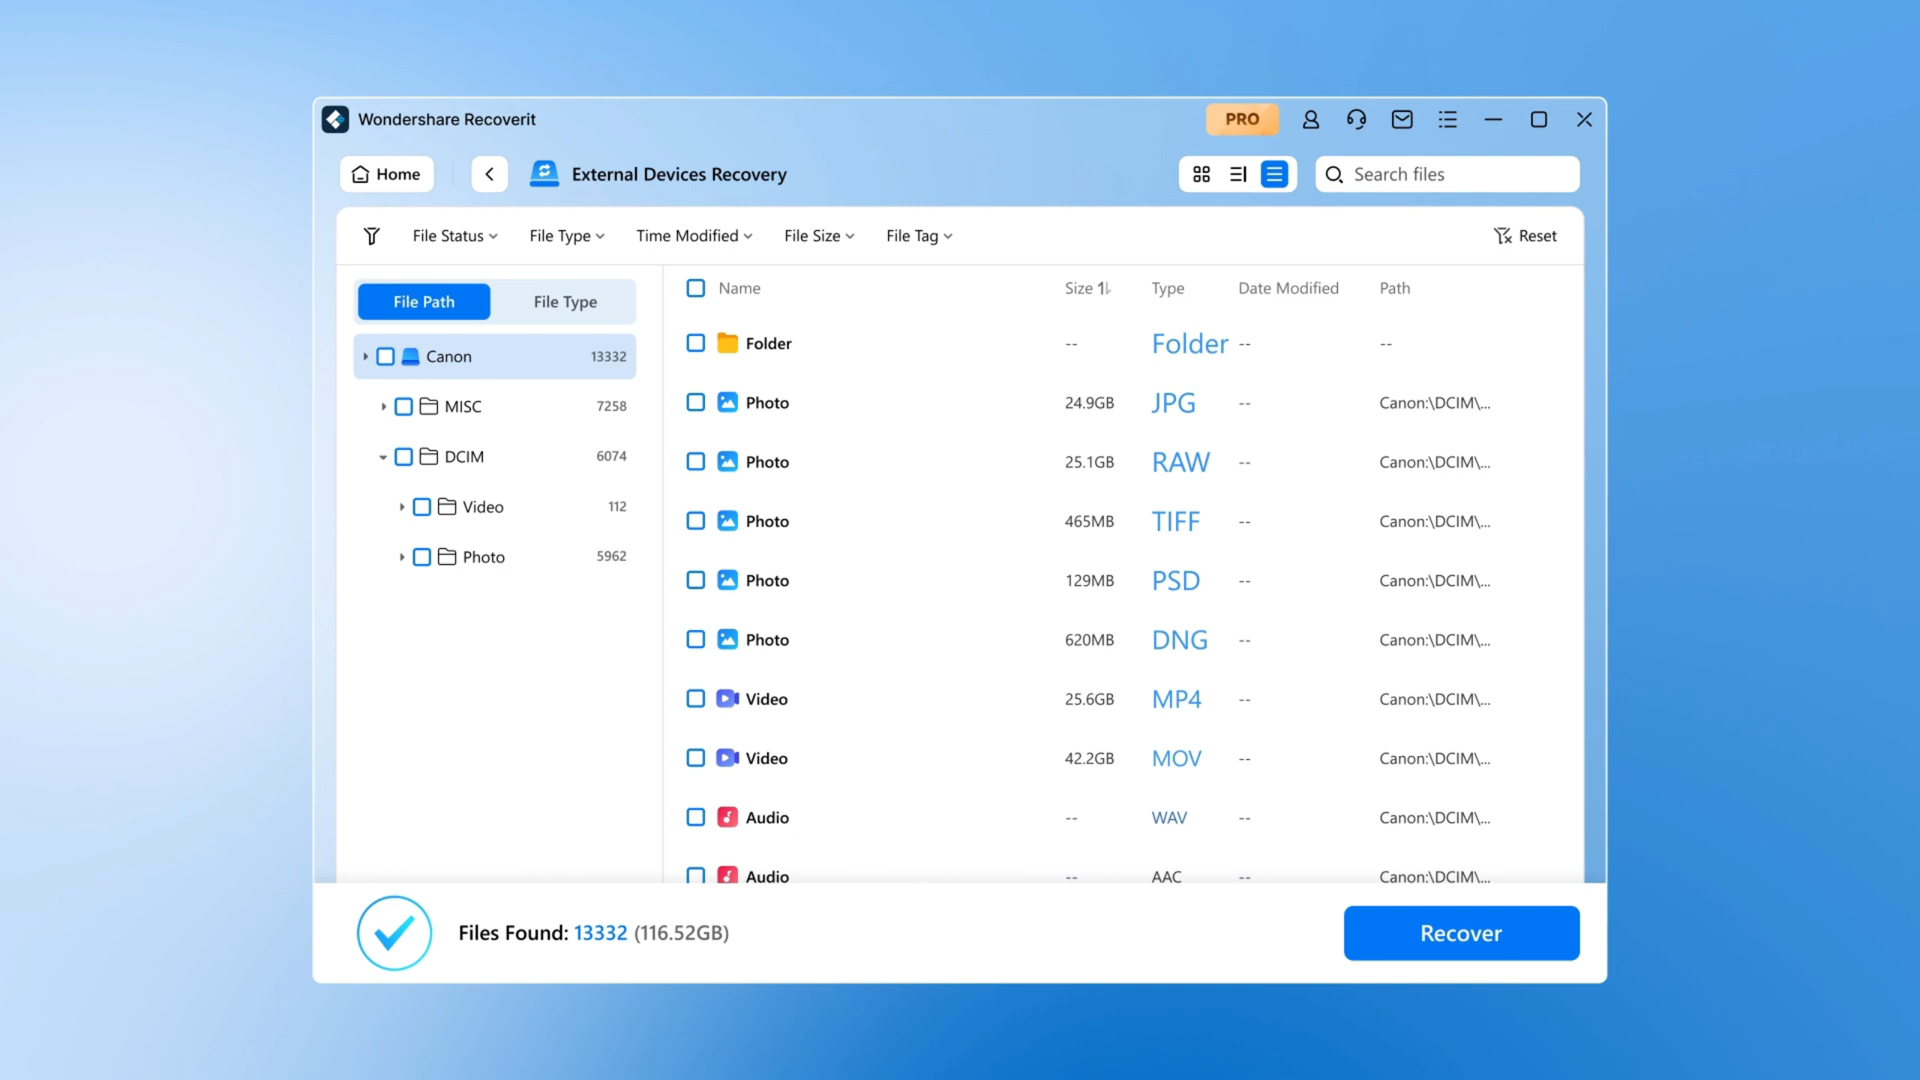 Wondershare Recoverit
PRO
Home
External Devices Recovery
Search files
File Status File Type Time Modified File Size File Tag
Reset
File Path File Type
Canon 13332
MISC 7258
DCIM 6074
Video 112
Photo 5962
Name Size Type Date Modified Path
Folder -- Folder -- --
Photo 24.9GB JPG -- Canon:\DCIM\...
Photo 25.1GB RAW -- Canon:\DCIM\...
Photo 465MB TIFF -- Canon:\DCIM\...
Photo 129MB PSD -- Canon:\DCIM\...
Photo 620MB DNG -- Canon:\DCIM\...
Video 25.6GB MP4 -- Canon:\DCIM\...
Video 42.2GB MOV -- Canon:\DCIM\...
Audio -- WAV -- Canon:\DCIM\...
Audio -- AAC -- Canon:\DCIM\...
Files Found: 13332 (116.52GB)
Recover